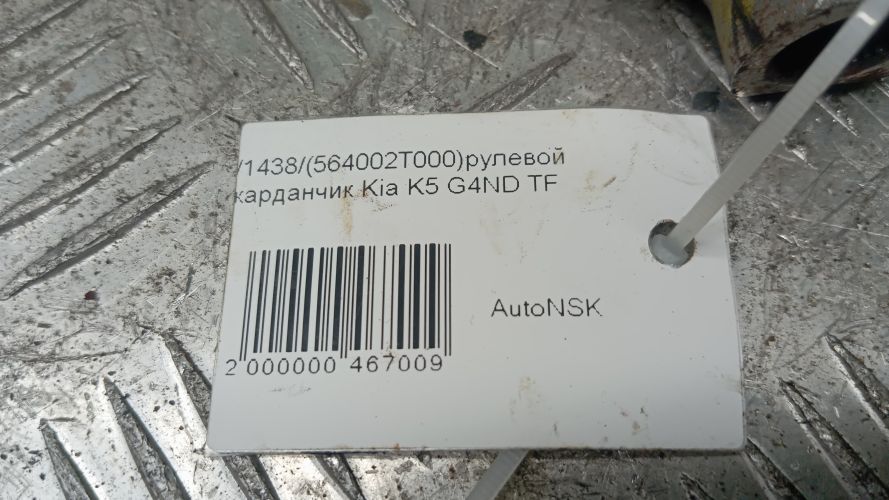 /1438/(564002T000)рулевой
карданчик Kia K5 G4ND TF
AutoNSK
2 000000 467009